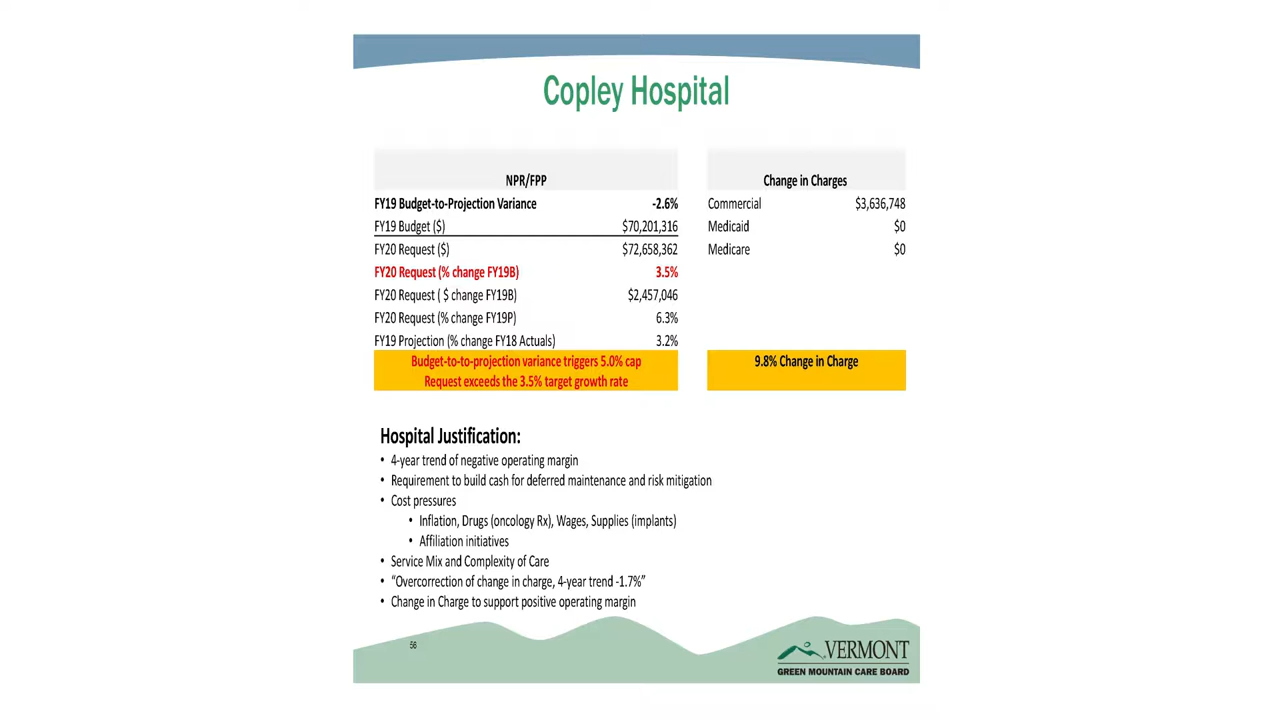 Copley Hospital
NPR/FPP
FY19 Budget-to-Projection Variance -2.6%
FY19 Budget ($) $70,201,316
FY20 Request ($) $72,658,362
FY20 Request (% change FY19B) 3.5%
FY20 Request ( $ change FY19B) $2,457,046
FY20 Request (% change FY19P) 6.3%
FY19 Projection (% change FY18 Actuals) 3.2%
Budget-to-to-projection variance triggers 5.0% cap
Request exceeds the 3.5% target growth rate
Change in Charges
Commercial $3,636,748
Medicaid $0
Medicare $0
9.8% Change in Charge
Hospital Justification:
• 4-year trend of negative operating margin
• Requirement to build cash for deferred maintenance and risk mitigation
• Cost pressures
• Inflation, Drugs (oncology Rx), Wages, Supplies (implants)
• Affiliation initiatives
• Service Mix and Complexity of Care
• “Overcorrection of change in charge, 4-year trend -1.7%”
• Change in Charge to support positive operating margin
56
VERMONT
GREEN MOUNTAIN CARE BOARD